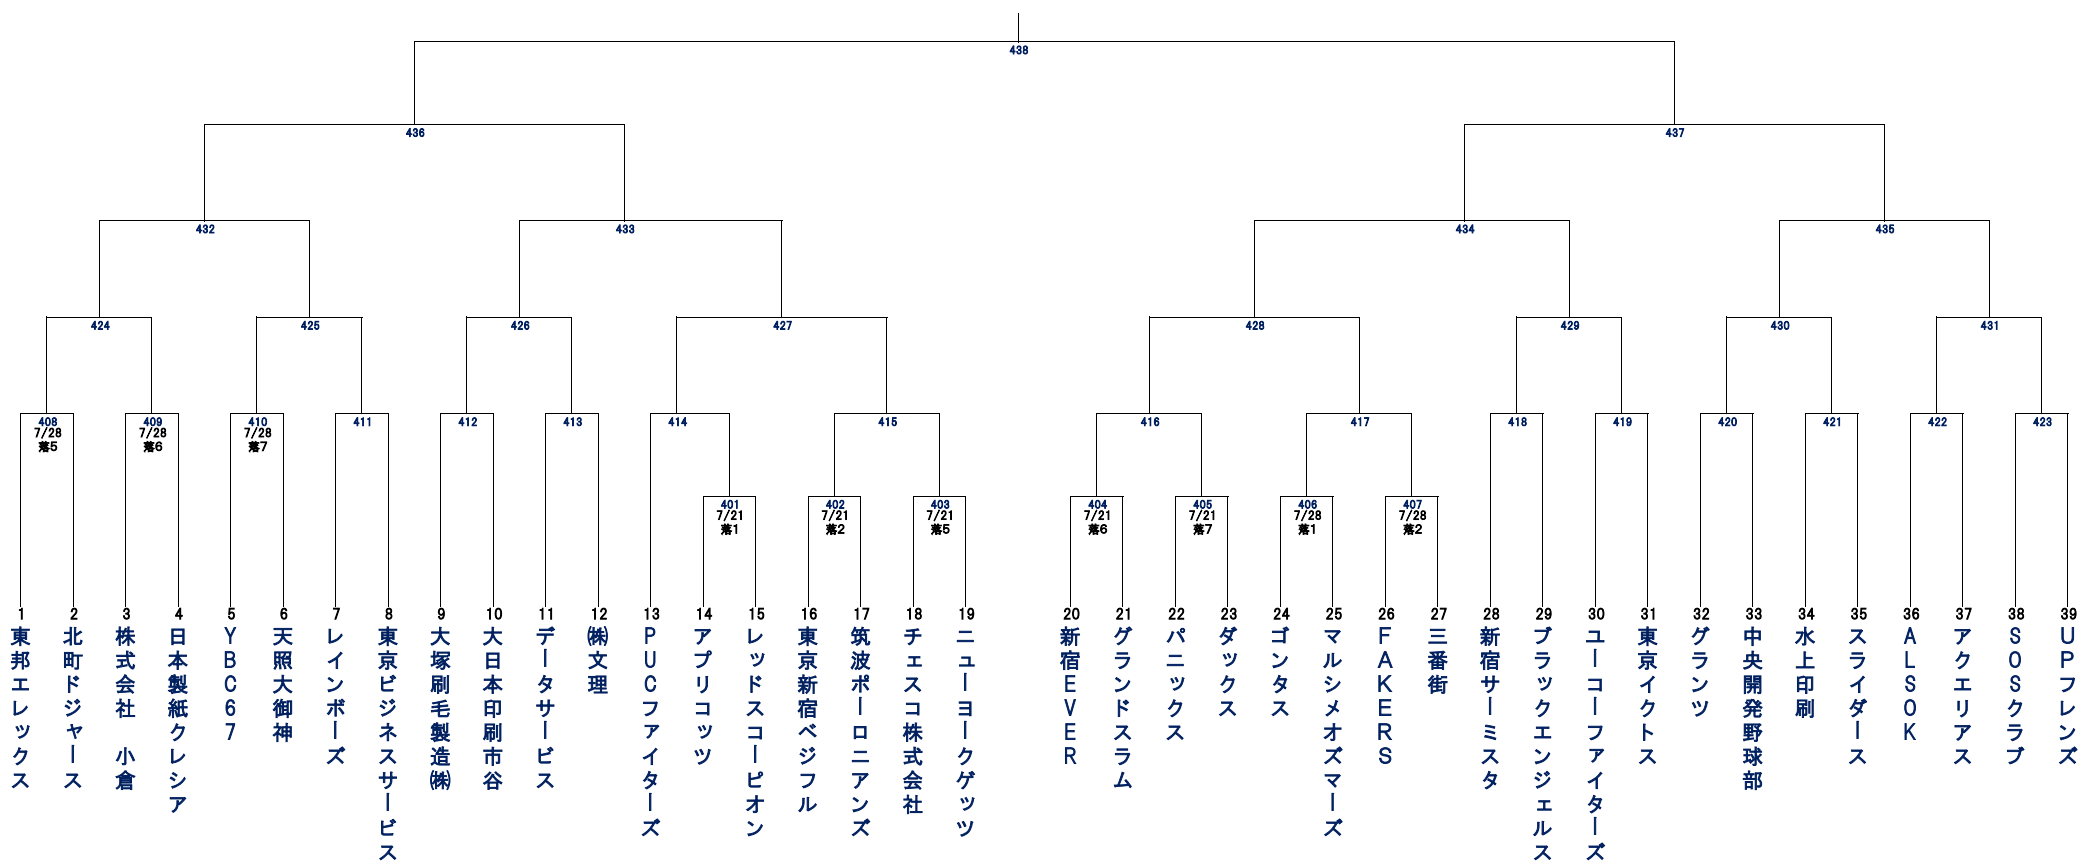 438
436
437
432
433
434
435
424
425
426
427
428
429
430
431
408
7/28
落5
409
7/28
落6
410
7/28
落7
411
412
413
414
415
416
417
418
419
420
421
422
423
401
7/21
落1
402
7/21
落2
403
7/21
落5
404
7/21
落6
405
7/21
落7
406
7/28
落1
407
7/28
落2
1
東邦エレックス
2
北町ドジャース
3
株式会社　小倉
4
日本製紙クレシア
5
YBC67
6
天照大御神
7
レインボーズ
8
東京ビジネスサービス
9
大塚刷毛製造㈱
10
大日本印刷市谷
11
データサービス
12
㈱文理
13
PUCファイターズ
14
アプリコッツ
15
レッドスコーピオン
16
東京新宿ベジフル
17
筑波ポーロニアンズ
18
チェスコ株式会社
19
ニューヨークゲッツ
20
新宿EVER
21
グランドスラム
22
パニックス
23
ダックス
24
ゴンタス
25
マルシメオズマーズ
26
FAKERS
27
三番街
28
新宿サーミスタ
29
ブラックエンジェルス
30
ユーコーファイターズ
31
東京イクトス
32
グランツ
33
中央開発野球部
34
水上印刷
35
スライダース
36
ALSOK
37
アクエリアス
38
SOSクラブ
39
UPフレンズ